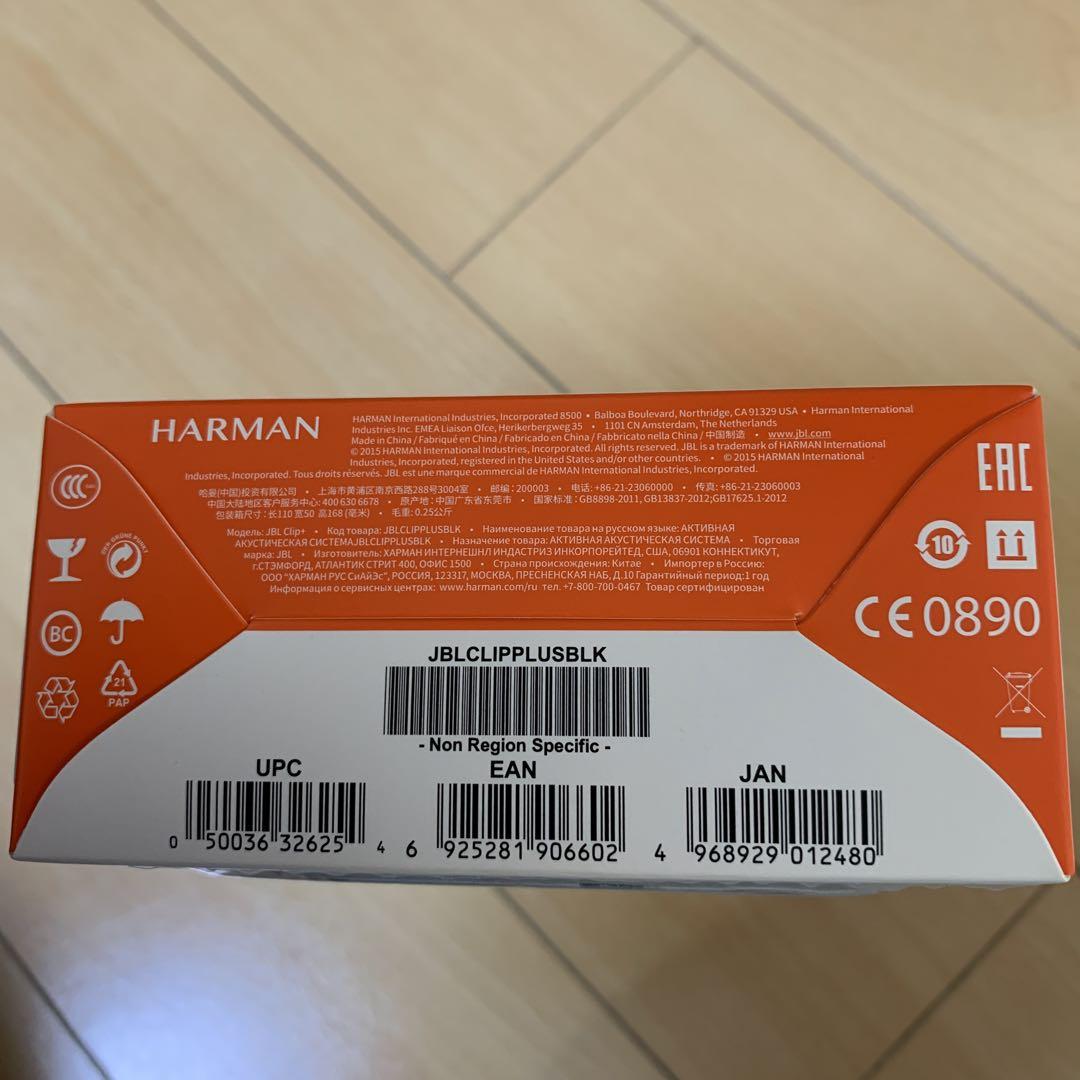 HARMAN
HARMAN International Industries, Incorporated 8500 • Balboa Boulevard, Northridge, CA 91329 USA • Harman International
Industries Inc. EMEA Liaison Ofce, Herikerbergweg 35 • 1101 CN Amsterdam, The Netherlands
Made in China / Fabriqué en China / Fabricado en China / Fabbricato nella China / 中国制造 • www.jbl.com
© 2015 HARMAN International Industries, Incorporated. All rights reserved. JBL is a trademark of HARMAN International
Industries, Incorporated, registered in the United States and/or other countries. • © 2015 HARMAN International
Industries, Incorporated. Tous droits réservés. JBL est une marque commercial de HARMAN International Industries, Incorporated.
哈曼(中国)投资有限公司 • 上海市黄浦区南京西路288号3004室 • 邮编:200003 • 电话:+86-21-23060000 • 传真:+86-21-23060003
中国大陆地区客户服务中心:400 630 6678 • 原产地:中国广东省东莞市 • 国家标准:GB8898-2011,GB13837-2012;GB17625.1-2012
包装箱尺寸:长110 宽50 高168 (毫米) • 毛重:0.25公斤
Модель: JBL Clip+ • Код товара: JBLCLIPPLUSBLK • Наименование товара на русском языке: АКТИВНАЯ
АКУСТИЧЕСКАЯ СИСТЕМАJBLCLIPPLUSBLK • Назначение товара: АКТИВНАЯ АКУСТИЧЕСКАЯ СИСТЕМА • Торговая
марка: JBL • Изготовитель: ХАРМАН ИНТЕРНЕШНЛ ИНДАСТРИЗ ИНКОРПОРЕЙТЕД, США, 06901 КОННЕКТИКУТ,
г.СТЭМФОРД, АТЛАНТИК СТРИТ 400, ОФИС 1500 • Страна происхождения: Китае • Импортер в Россию:
ООО "ХАРМАН РУС СиАйЭс", РОССИЯ, 123317, МОСКВА, ПРЕСНЕНСКАЯ НАБ, Д.10 Гарантийный период:1 год
Информация о сервисных центрах: www.harman.com/ru тел. +7-800-700-0467 Товар сертифицирован
CCC
DER GRÜNE PUNKT
BC
21
PAP
EAC
10
CE 0890
JBLCLIPPLUSBLK
- Non Region Specific -
UPC
0 50036 32625 4
EAN
6 925281 906602
JAN
4 968929 012480